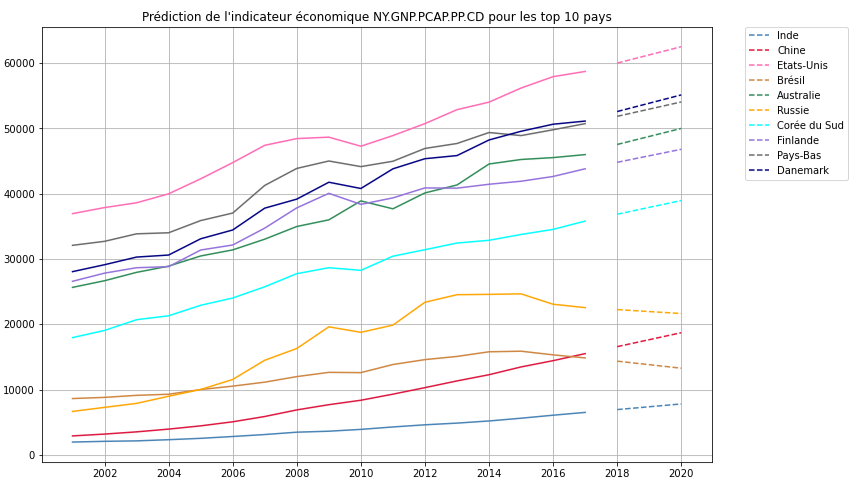 Prédiction de l'indicateur économique NY.GNP.PCAP.PP.CD pour les top 10 pays
60000
50000
40000
30000
20000
10000
0
2002 2004 2006 2008 2010 2012 2014 2016 2018 2020
Inde
Chine
Etats-Unis
Brésil
Australie
Russie
Corée du Sud
Finlande
Pays-Bas
Danemark